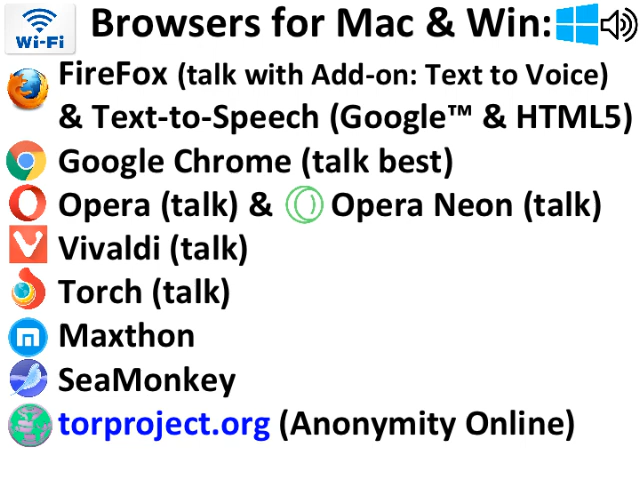 Wi-Fi
Browsers for Mac & Win:
FireFox (talk with Add-on: Text to Voice)
& Text-to-Speech (Google™ & HTML5)
Google Chrome (talk best)
Opera (talk) & Opera Neon (talk)
Vivaldi (talk)
Torch (talk)
Maxthon
SeaMonkey
torproject.org (Anonymity Online)